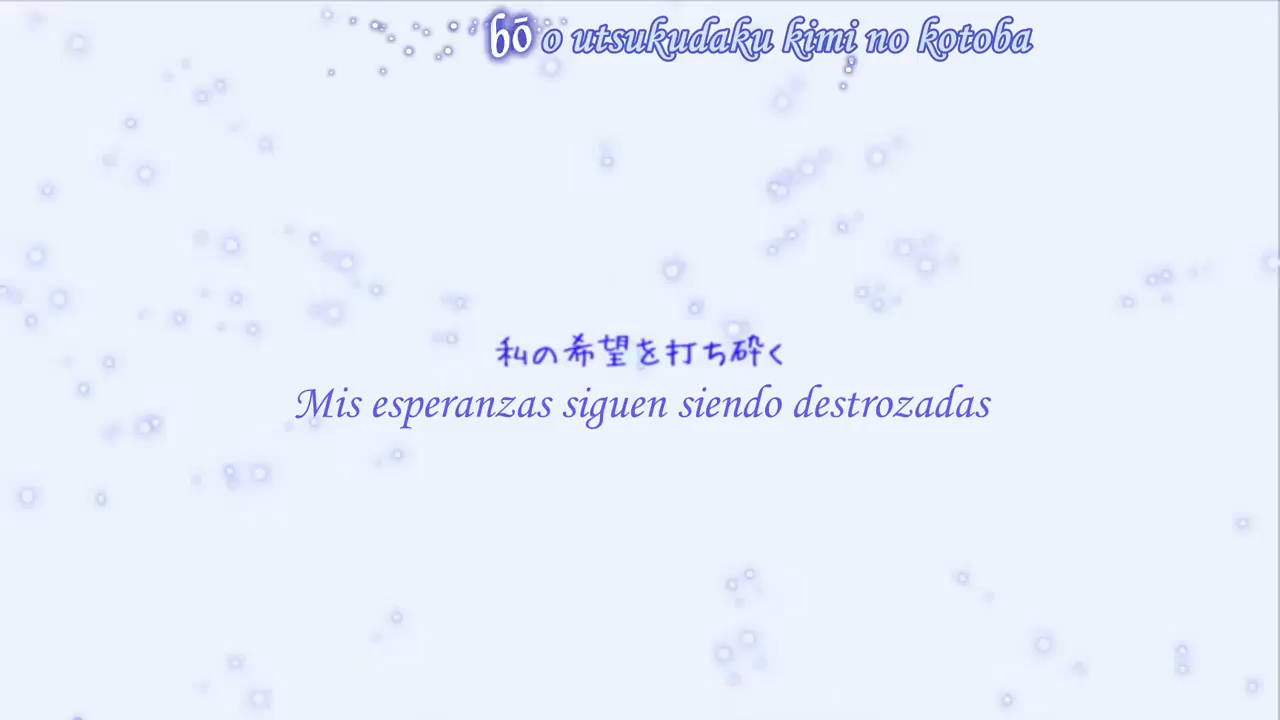 bō o utsukudaku kimi no kotoba
私の希望を打ち砕く
Mis esperanzas siguen siendo destrozadas